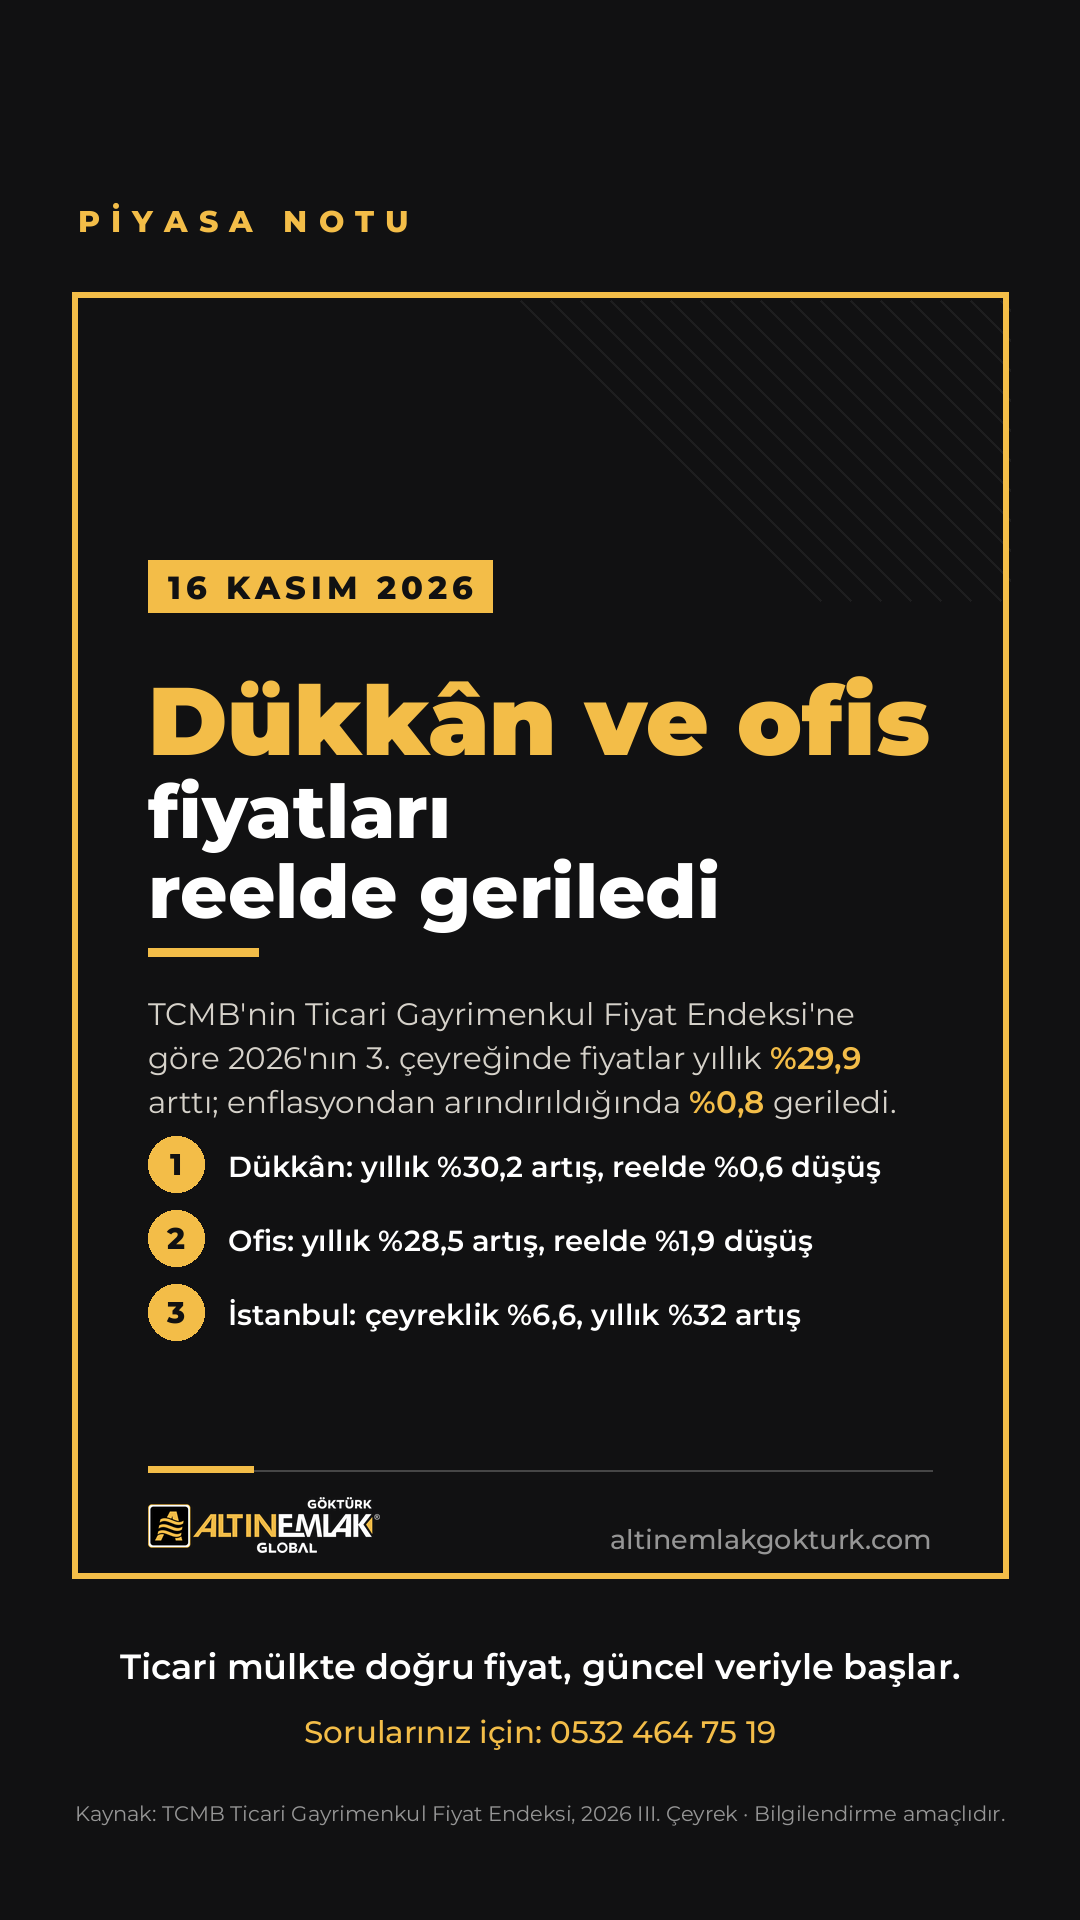 PİYASA NOTU
16 KASIM 2026
Dükkân ve ofis
fiyatları
reelde geriledi
TCMB'nin Ticari Gayrimenkul Fiyat Endeksi'ne
göre 2026'nın 3. çeyreğinde fiyatlar yıllık %29,9
arttı; enflasyondan arındırıldığında %0,8 geriledi.
1 Dükkân: yıllık %30,2 artış, reelde %0,6 düşüş
2 Ofis: yıllık %28,5 artış, reelde %1,9 düşüş
3 İstanbul: çeyreklik %6,6, yıllık %32 artış
GÖKTÜRK
ALTINEMLAK®
GLOBAL
altinemlakgokturk.com
Ticari mülkte doğru fiyat, güncel veriyle başlar.
Sorularınız için: 0532 464 75 19
Kaynak: TCMB Ticari Gayrimenkul Fiyat Endeksi, 2026 III. Çeyrek · Bilgilendirme amaçlıdır.